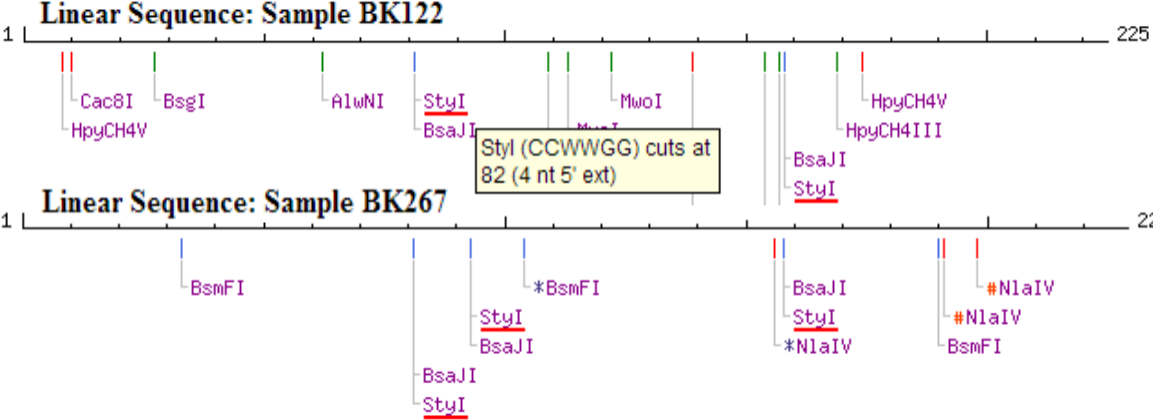 Linear Sequence: Sample BK122
1 225
Cac8I BsgI AlwNI StyI MwoI HpyCH4V
HpyCH4V BsaJI HpyCH4III
StyI (CCWWGG) cuts at
82 (4 nt 5' ext)
BsaJI
StyI
Linear Sequence: Sample BK267
1
BsmFI *BsmFI BsaJI #NlaIV
StyI StyI #NlaIV
BsaJI *NlaIV BsmFI
BsaJI
StyI